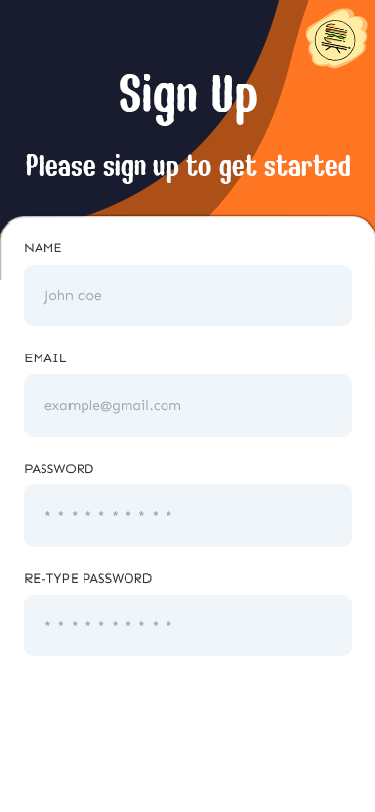 Sign Up
Please sign up to get started
NAME
John coe
EMAIL
example@gmail.com
PASSWORD
* * * * * * * * * *
RE-TYPE PASSWORD
* * * * * * * * * *